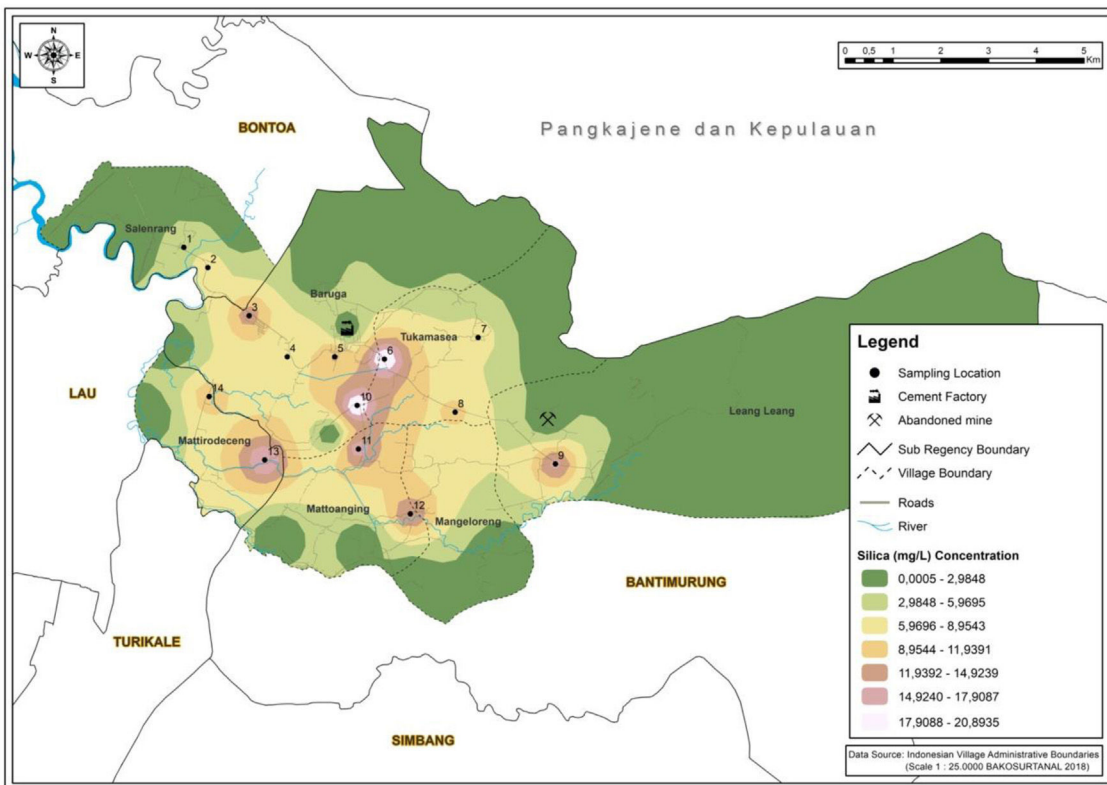 N
W E
S
0 0,5 1 2 3 4 5
Km
BONTOA
Pangkajene dan Kepulauan
Salenrang
1
2
Baruga
3
Tukamasea
7
4
5
6
LAU
14
10
8
Leang Leang
Mattirodeceng
11
13
9
Mattoanging
12
Mangeloreng
BANTIMURUNG
TURIKALE
SIMBANG
Legend
Sampling Location
Cement Factory
Abandoned mine
Sub Regency Boundary
Village Boundary
Roads
River
Silica (mg/L) Concentration
0,0005 - 2,9848
2,9848 - 5,9695
5,9696 - 8,9543
8,9544 - 11,9391
11,9392 - 14,9239
14,9240 - 17,9087
17,9088 - 20,8935
Data Source: Indonesian Village Administrative Boundaries
(Scale 1 : 25.0000 BAKOSURTANAL 2018)